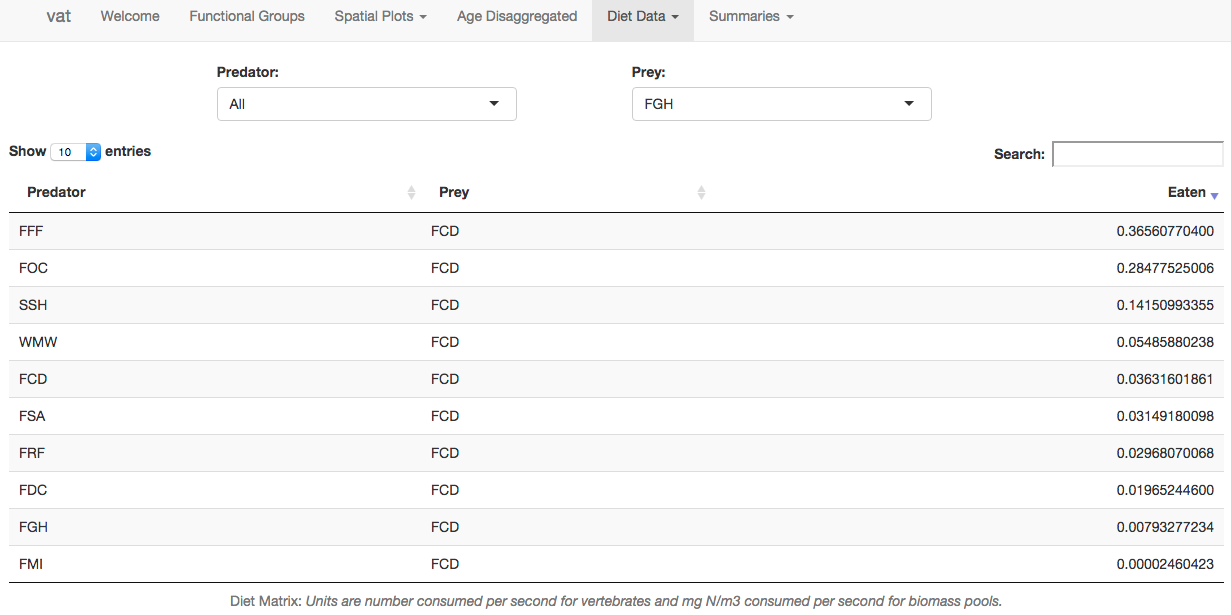 vat Welcome Functional Groups Spatial Plots Age Disaggregated Diet Data Summaries
Predator: Prey:
All FGH
Show 10 entries Search:
Predator Prey Eaten
FFF FCD 0.36560770400
FOC FCD 0.28477525006
SSH FCD 0.14150993355
WMW FCD 0.05485880238
FCD FCD 0.03631601861
FSA FCD 0.03149180098
FRF FCD 0.02968070068
FDC FCD 0.01965244600
FGH FCD 0.00793277234
FMI FCD 0.00002460423
Diet Matrix: Units are number consumed per second for vertebrates and mg N/m3 consumed per second for biomass pools.